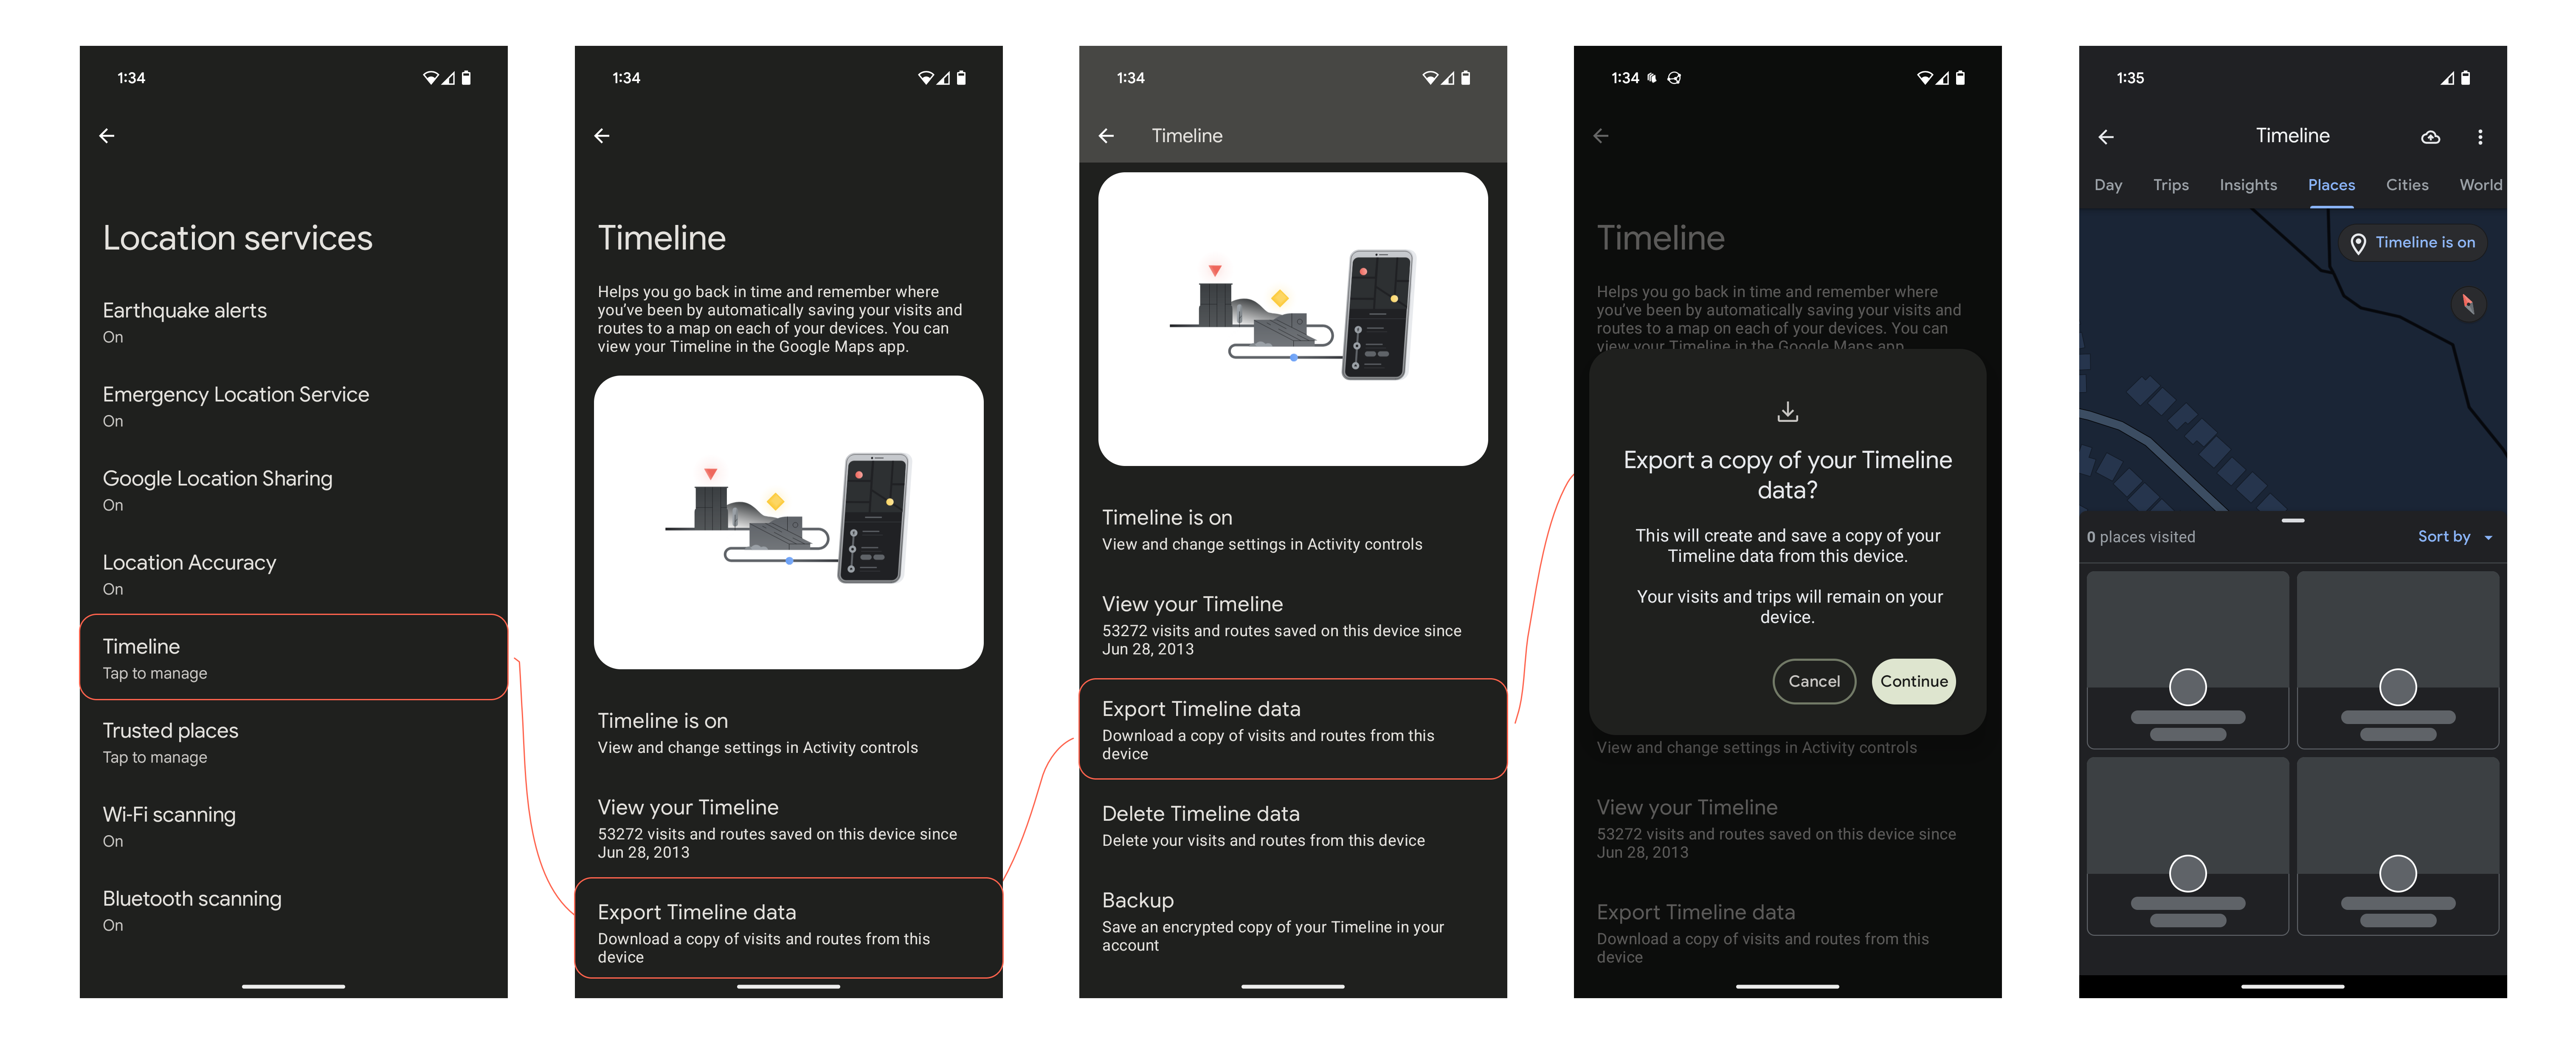 1:34
Location services
Earthquake alerts
On
Emergency Location Service
On
Google Location Sharing
On
Location Accuracy
On
Timeline
Tap to manage
Trusted places
Tap to manage
Wi-Fi scanning
On
Bluetooth scanning
On
1:34
Timeline
Helps you go back in time and remember where
you've been by automatically saving your visits and
routes to a map on each of your devices. You can
view your Timeline in the Google Maps app.
Timeline is on
View and change settings in Activity controls
View your Timeline
53272 visits and routes saved on this device since
Jun 28, 2013
Export Timeline data
Download a copy of visits and routes from this
device
1:34
Timeline
Timeline is on
View and change settings in Activity controls
View your Timeline
53272 visits and routes saved on this device since
Jun 28, 2013
Export Timeline data
Download a copy of visits and routes from this
device
Delete Timeline data
Delete your visits and routes from this device
Backup
Save an encrypted copy of your Timeline in your
account
1:34
Timeline
Helps you go back in time and remember where
you've been by automatically saving your visits and
routes to a map on each of your devices. You can
view your Timeline in the Google Maps app.
Export a copy of your Timeline
data?
This will create and save a copy of your
Timeline data from this device.
Your visits and trips will remain on your
device.
Cancel Continue
View and change settings in Activity controls
View your Timeline
53272 visits and routes saved on this device since
Jun 28, 2013
Export Timeline data
Download a copy of visits and routes from this
device
1:35
Timeline
Day Trips Insights Places Cities World
Timeline is on
0 places visited Sort by